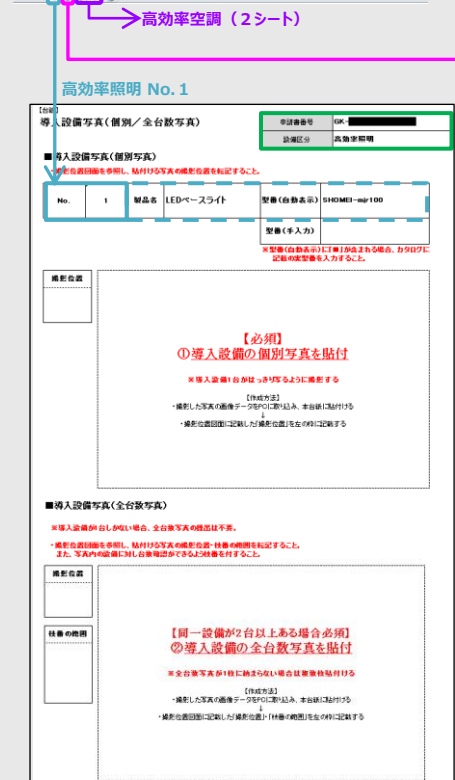 高効率空調（2シート）
高効率照明 No.1
【台紙】
導入設備写真(個別／全台数写真)
申請書番号 GK-
設備区分 高効率照明
■導入設備写真(個別写真)
・撮影位置図面を参照し、貼付ける写真の撮影位置を転記すること。
No. 1 製品名 LEDベースライト 型番(自動表示) SHOMEI-mjr100
型番(手入力)
※型番(自動表示)に「■」が含まれる場合、カタログに
記載の実型番を入力すること。
撮影位置
【必須】
①導入設備の個別写真を貼付
※導入設備1台がはっきり写るように撮影する
【作成方法】
・撮影した写真の画像データをPCに取り込み、本台紙に貼付ける
↓
・撮影位置図面に記載した「撮影位置」を左の枠に記載する
■導入設備写真(全台数写真)
※導入設備が1台しかない場合、全台数写真の提出は不要。
・撮影位置図面を参照し、貼付ける写真の撮影位置・枝番の範囲を転記すること。
また、写真内の設備に対し台数確認ができるよう枝番を付すること。
撮影位置
枝番の範囲
【同一設備が2台以上ある場合必須】
②導入設備の全台数写真を貼付
※全台数写真が1枚に納まらない場合は複数枚貼付ける
【作成方法】
・撮影した写真の画像データをPCに取り込み、本台紙に貼付ける
↓
・撮影位置図面に記載した「撮影位置」・「枝番の範囲」を左の枠に記載する